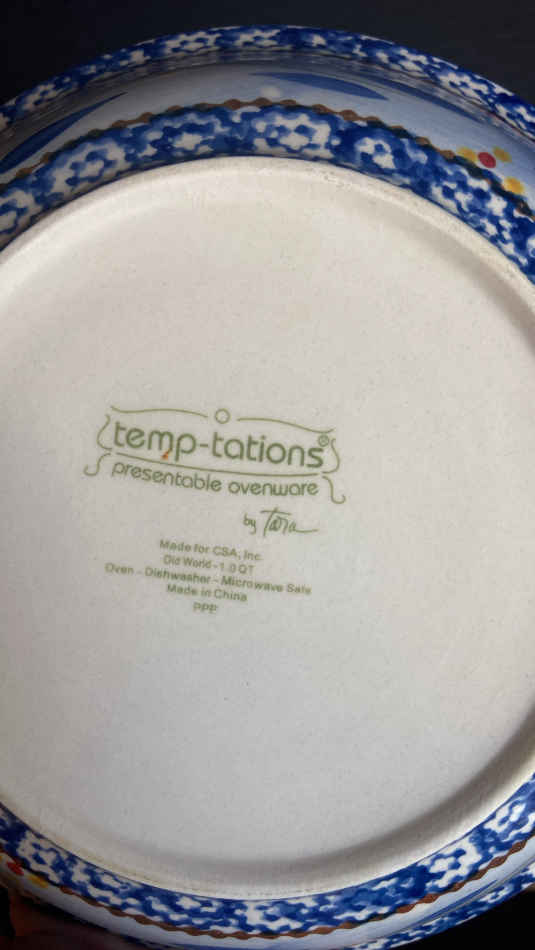 temp-tations®
presentable ovenware
by Tara
Made for CSA, Inc.
Old World - 1.0 QT
Oven - Dishwasher - Microwave Safe
Made in China
PPP